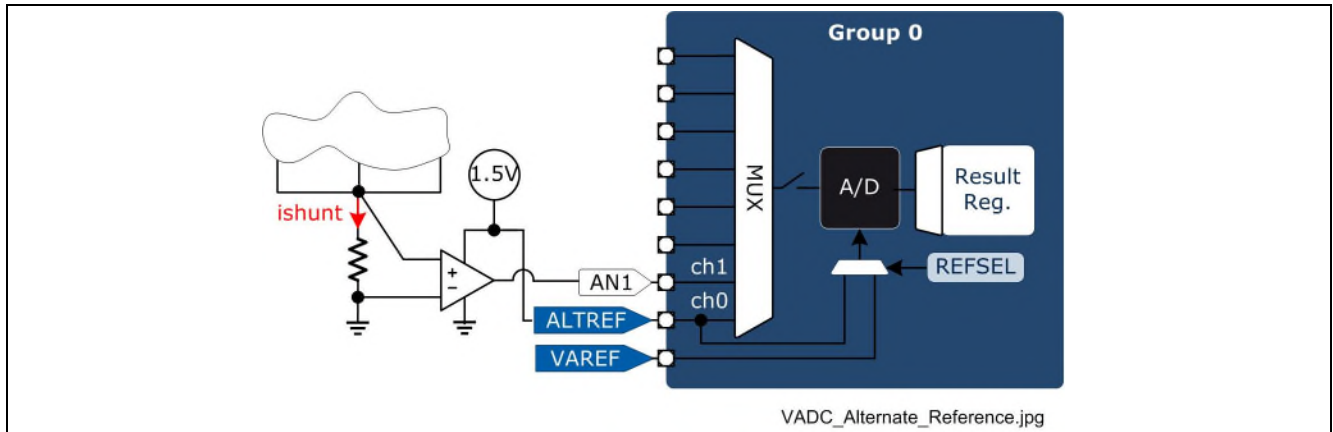 Group 0
1.5V
MUX
A/D
Result
Reg.
ishunt
+
−
REFSEL
AN1
ch1
ch0
ALTREF
VAREF
VADC_Alternate_Reference.jpg